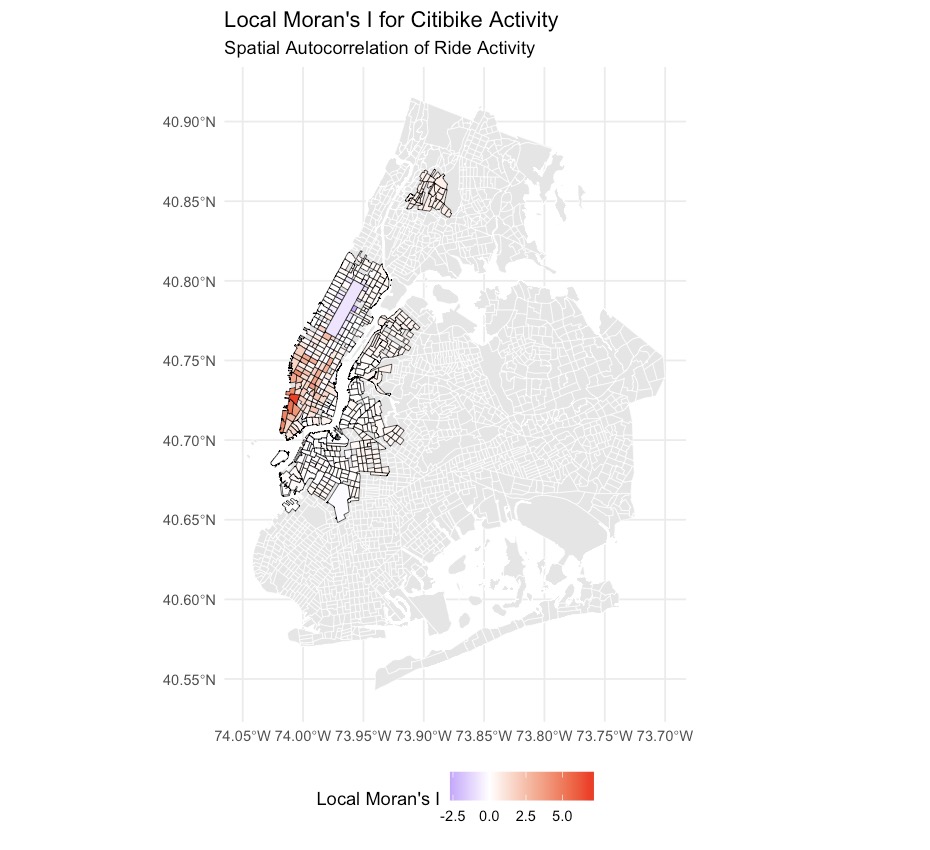 Local Moran's I for Citibike Activity
Spatial Autocorrelation of Ride Activity
40.90°N
40.85°N
40.80°N
40.75°N
40.70°N
40.65°N
40.60°N
40.55°N
74.05°W 74.00°W 73.95°W 73.90°W 73.85°W 73.80°W 73.75°W 73.70°W
Local Moran's I
-2.5 0.0 2.5 5.0